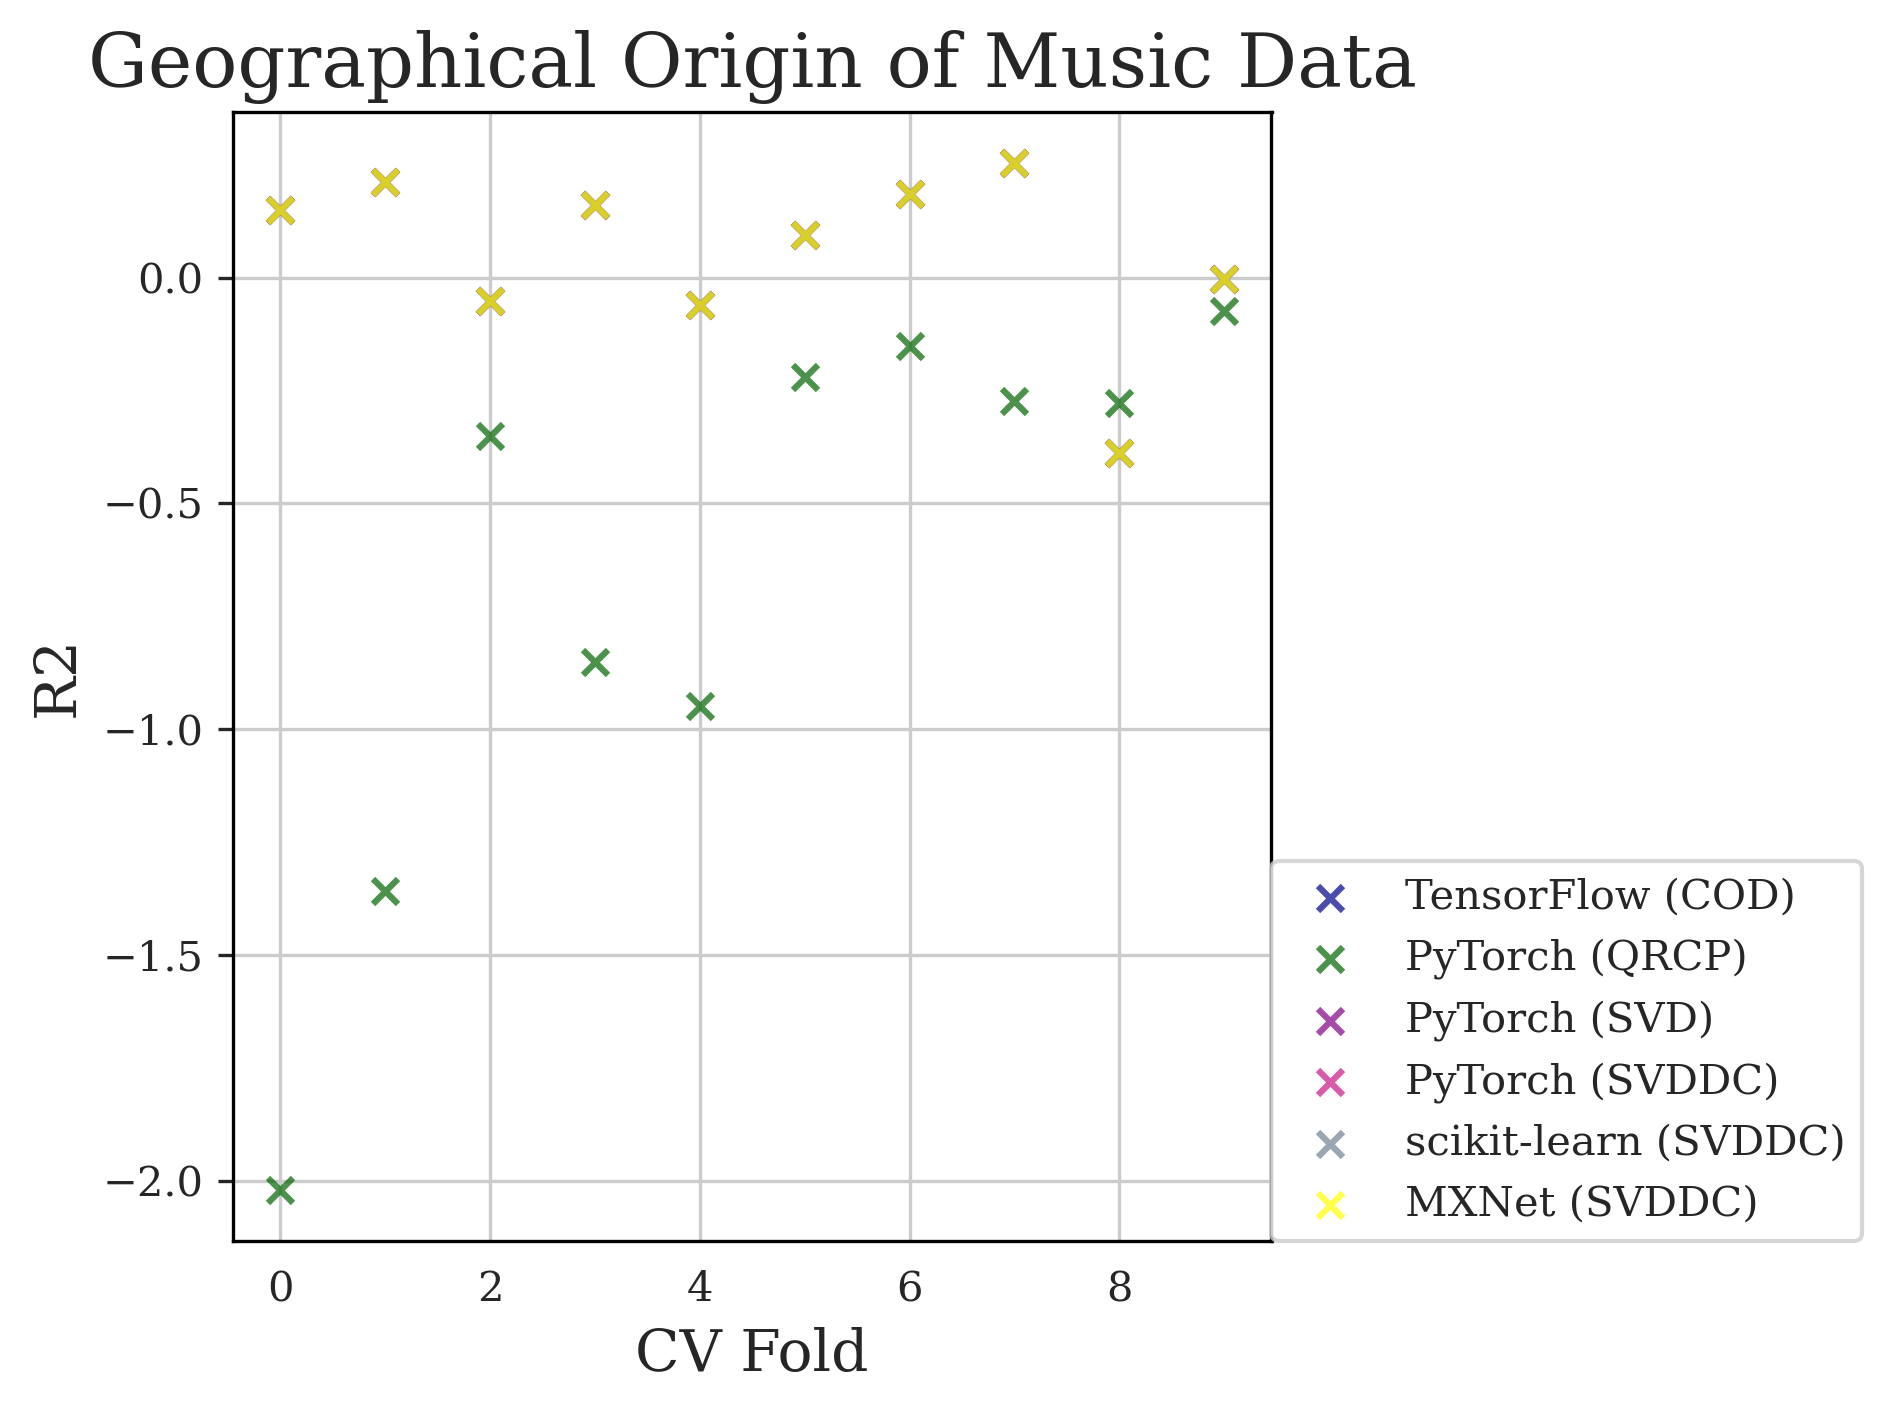 Geographical Origin of Music Data
0.0
−0.5
−1.0
−1.5
−2.0
R2
0 2 4 6 8
CV Fold
TensorFlow (COD)
PyTorch (QRCP)
PyTorch (SVD)
PyTorch (SVDDC)
scikit-learn (SVDDC)
MXNet (SVDDC)